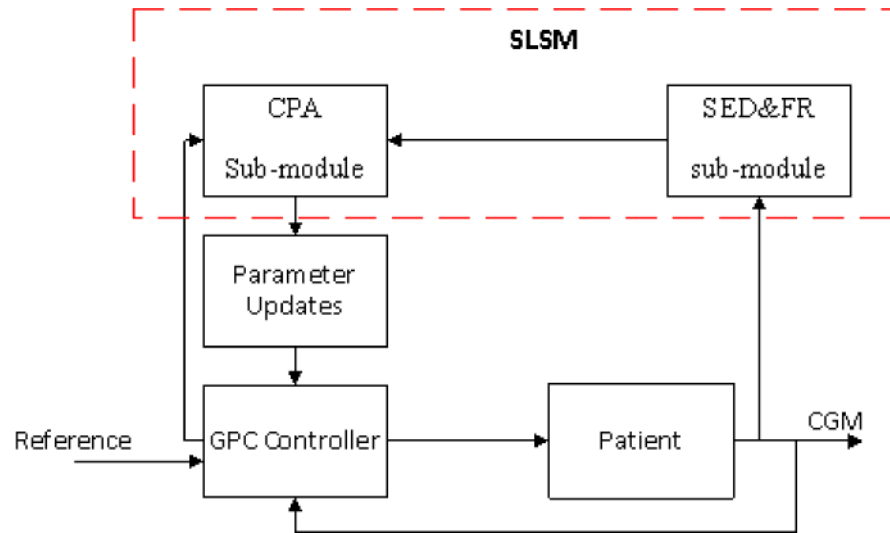 SLSM
CPA
Sub-module
SED&FR
sub-module
Parameter
Updates
Reference
GPC Controller
Patient
CGM